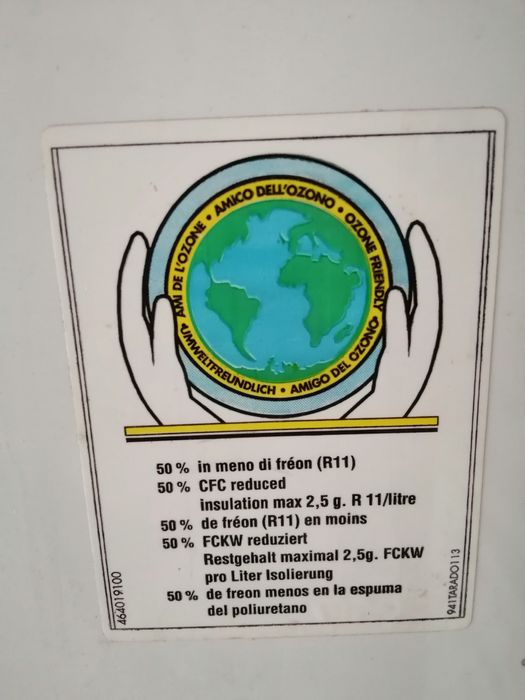 AMI DE L'OZONE • AMICO DELL'OZONO • OZONE FRIENDLY
•UMWELTFREUNDLICH • AMIGO DEL OZONO•
50 % in meno di fréon (R11)
50 % CFC reduced
insulation max 2,5 g. R 11/litre
50 % de fréon (R11) en moins
50 % FCKW reduziert
Restgehalt maximal 2,5g. FCKW
pro Liter Isolierung
50 % de freon menos en la espuma
del poliuretano
464019100
941TARADO113